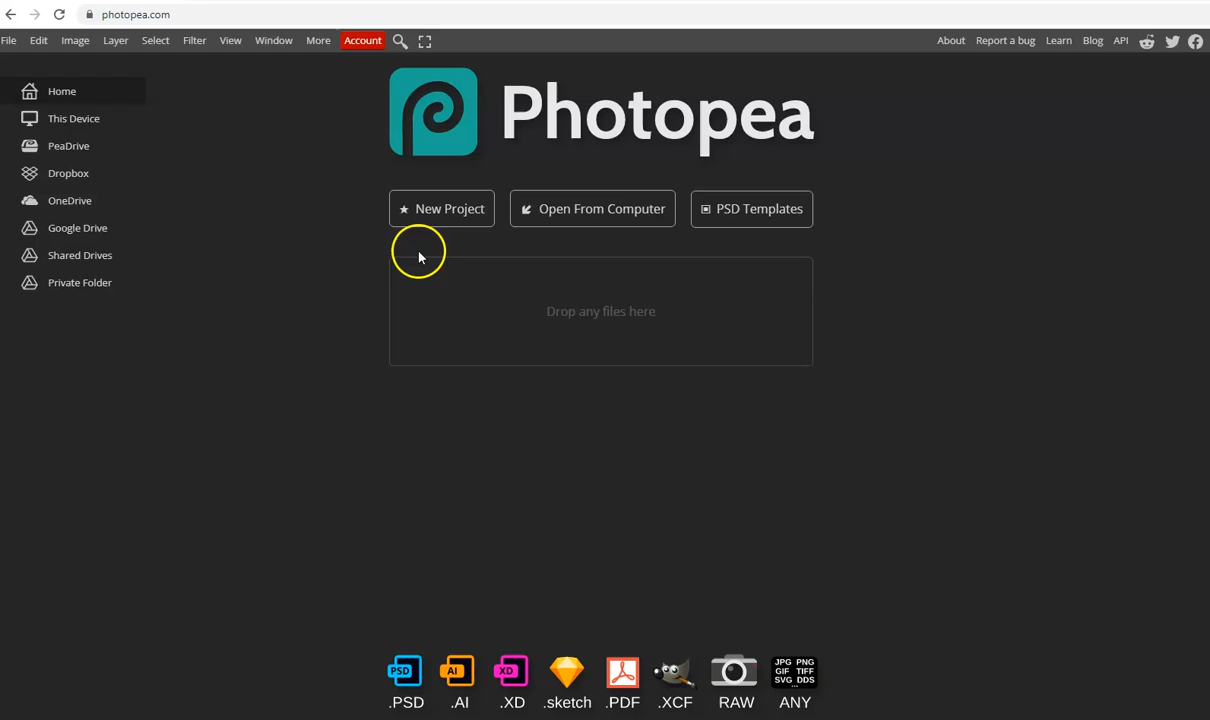 photopea.com
File Edit Image Layer Select Filter View Window More Account About Report a bug Learn Blog API
Home
This Device
PeaDrive
Dropbox
OneDrive
Google Drive
Shared Drives
Private Folder
Photopea
New Project Open From Computer PSD Templates
Drop any files here
PSD AI XD JPG PNG
GIF TIFF
SVG DDS
...
.PSD .AI .XD .sketch .PDF .XCF RAW ANY